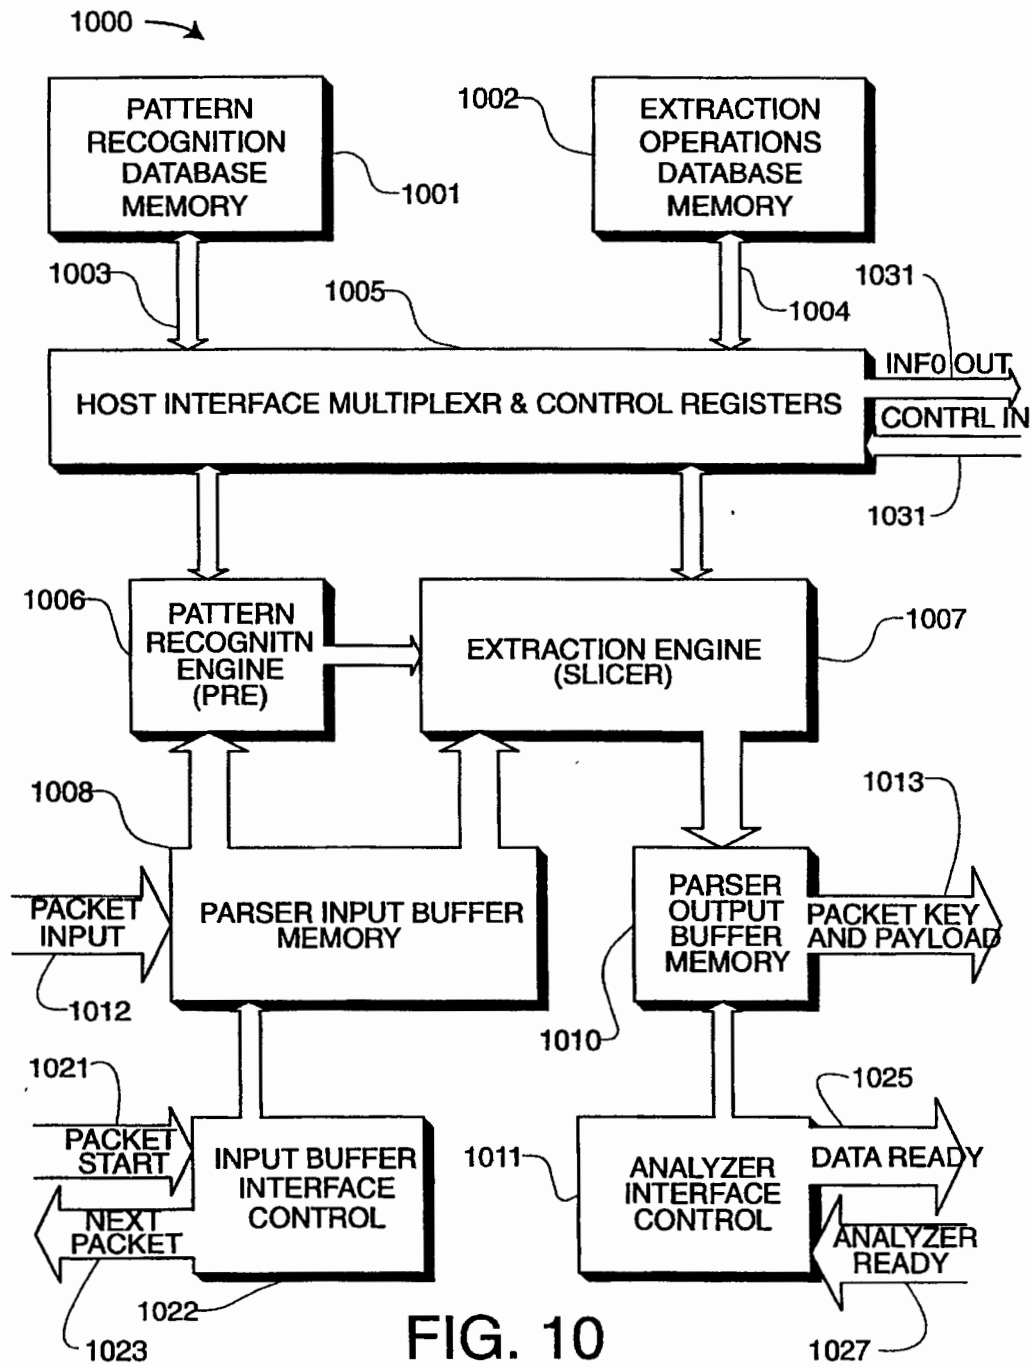 1000
PATTERN
RECOGNITION
DATABASE
MEMORY
1001
1002
EXTRACTION
OPERATIONS
DATABASE
MEMORY
1003
1004
1005
1031
HOST INTERFACE MULTIPLEXR & CONTROL REGISTERS
INFO OUT
CONTRL IN
1031
1006
PATTERN
RECOGNITN
ENGINE
(PRE)
EXTRACTION ENGINE
(SLICER)
1007
1008
1013
PACKET
INPUT
1012
PARSER INPUT BUFFER
MEMORY
PARSER
OUTPUT
BUFFER
MEMORY
1010
PACKET KEY
AND PAYLOAD
1021
PACKET
START
NEXT
PACKET
1023
INPUT BUFFER
INTERFACE
CONTROL
1022
1011
ANALYZER
INTERFACE
CONTROL
1025
DATA READY
ANALYZER
READY
1027
FIG. 10